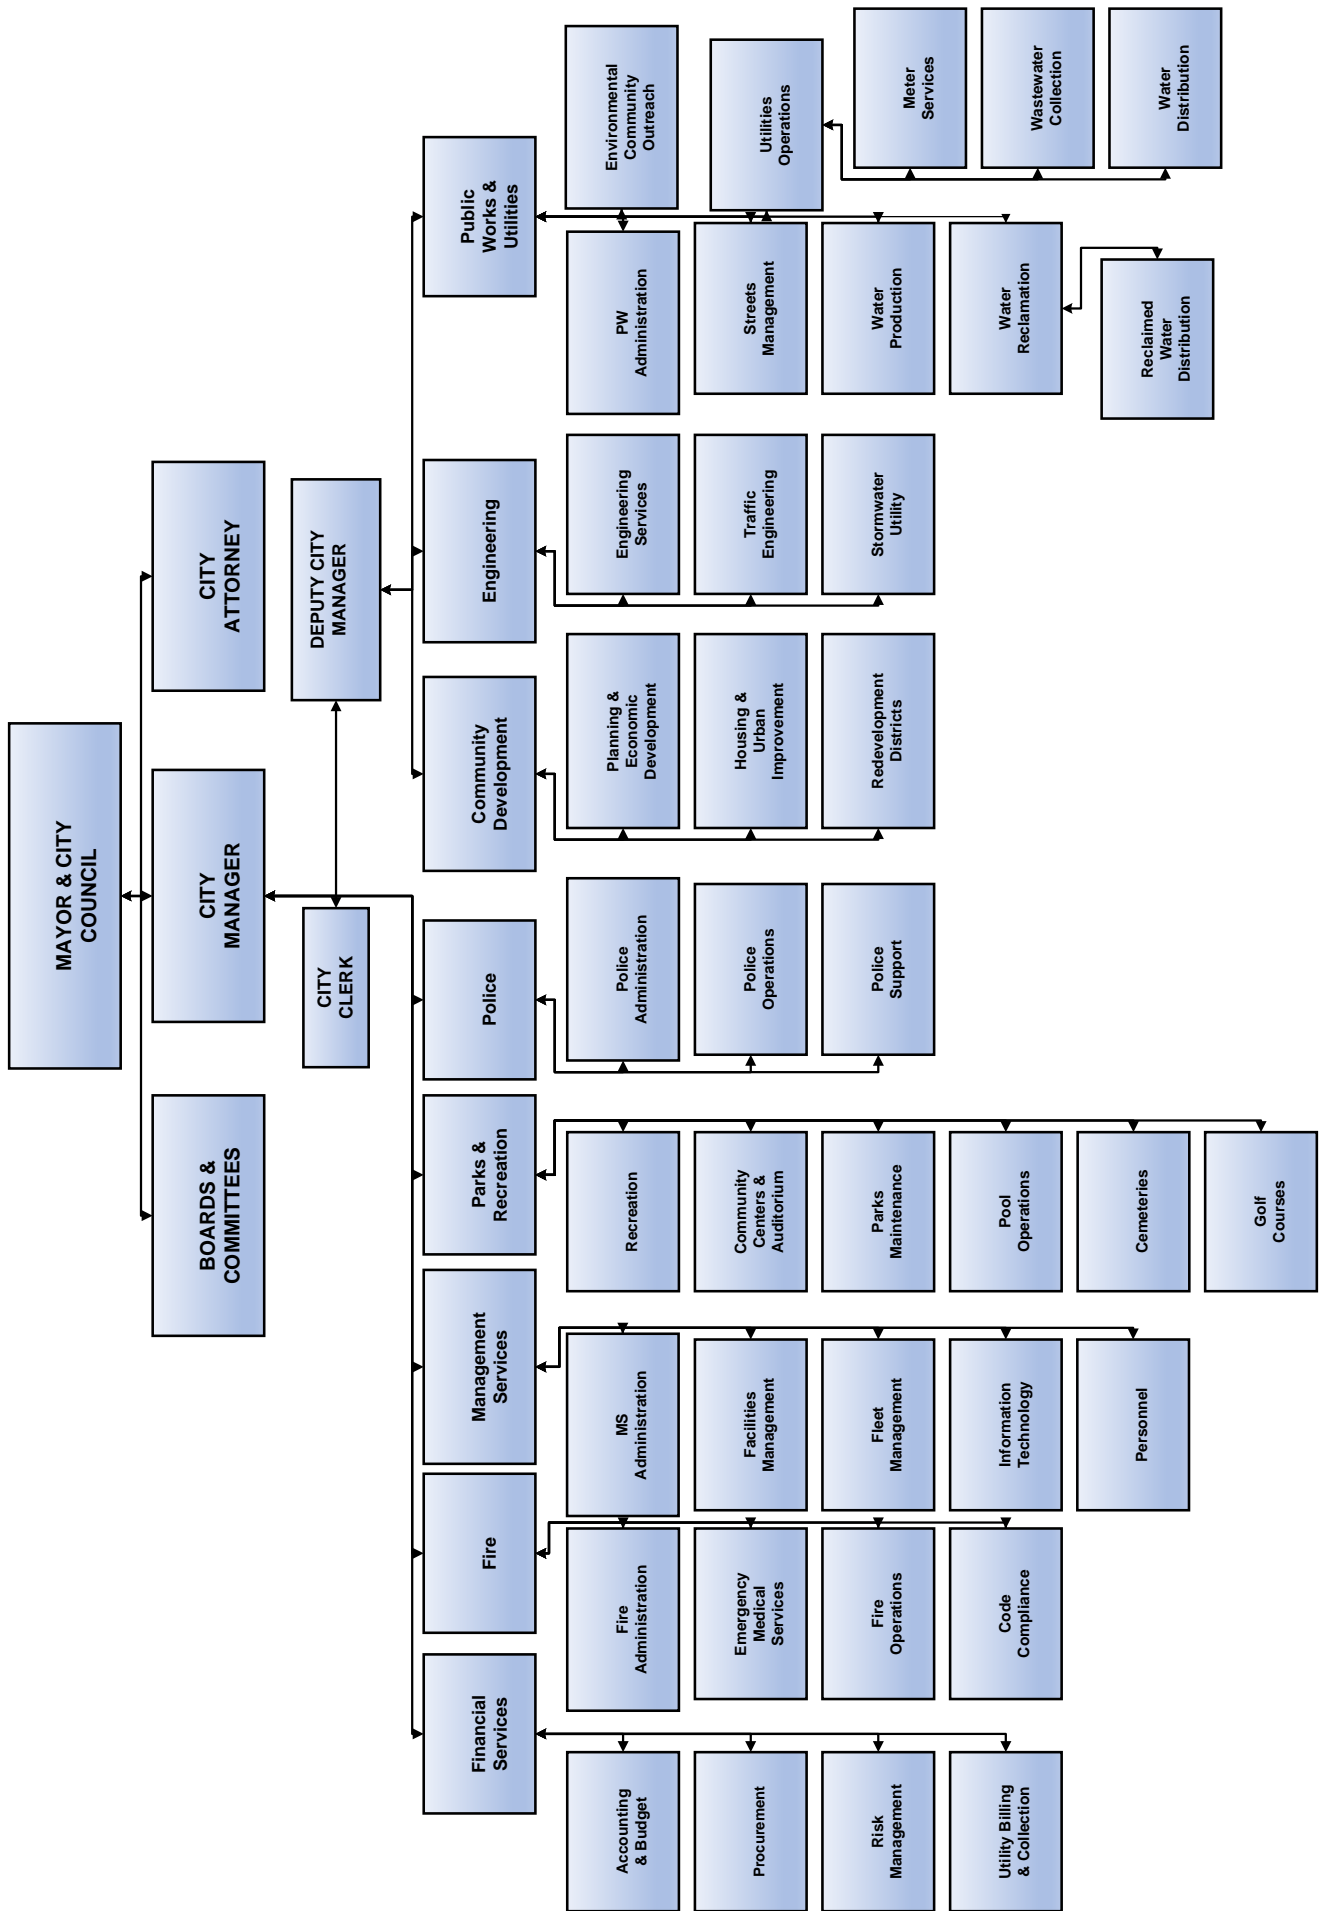 MAYOR & CITY
COUNCIL
BOARDS &
COMMITTEES
CITY
MANAGER
CITY
ATTORNEY
CITY
CLERK
DEPUTY CITY
MANAGER
Financial
Services
Fire
Management
Services
Parks &
Recreation
Police
Community
Development
Engineering
Public
Works &
Utilities
Accounting
& Budget
Procurement
Risk
Management
Utility Billing
& Collection
Fire
Administration
Emergency
Medical
Services
Fire
Operations
Code
Compliance
MS
Administration
Facilities
Management
Fleet
Management
Information
Technology
Personnel
Recreation
Community
Centers &
Auditorium
Parks
Maintenance
Pool
Operations
Cemeteries
Golf
Courses
Police
Administration
Police
Operations
Police
Support
Planning &
Economic
Development
Housing &
Urban
Improvement
Redevelopment
Districts
Engineering
Services
Traffic
Engineering
Stormwater
Utility
PW
Administration
Streets
Management
Water
Production
Water
Reclamation
Reclaimed
Water
Distribution
Environmental
Community
Outreach
Utilities
Operations
Meter
Services
Wastewater
Collection
Water
Distribution